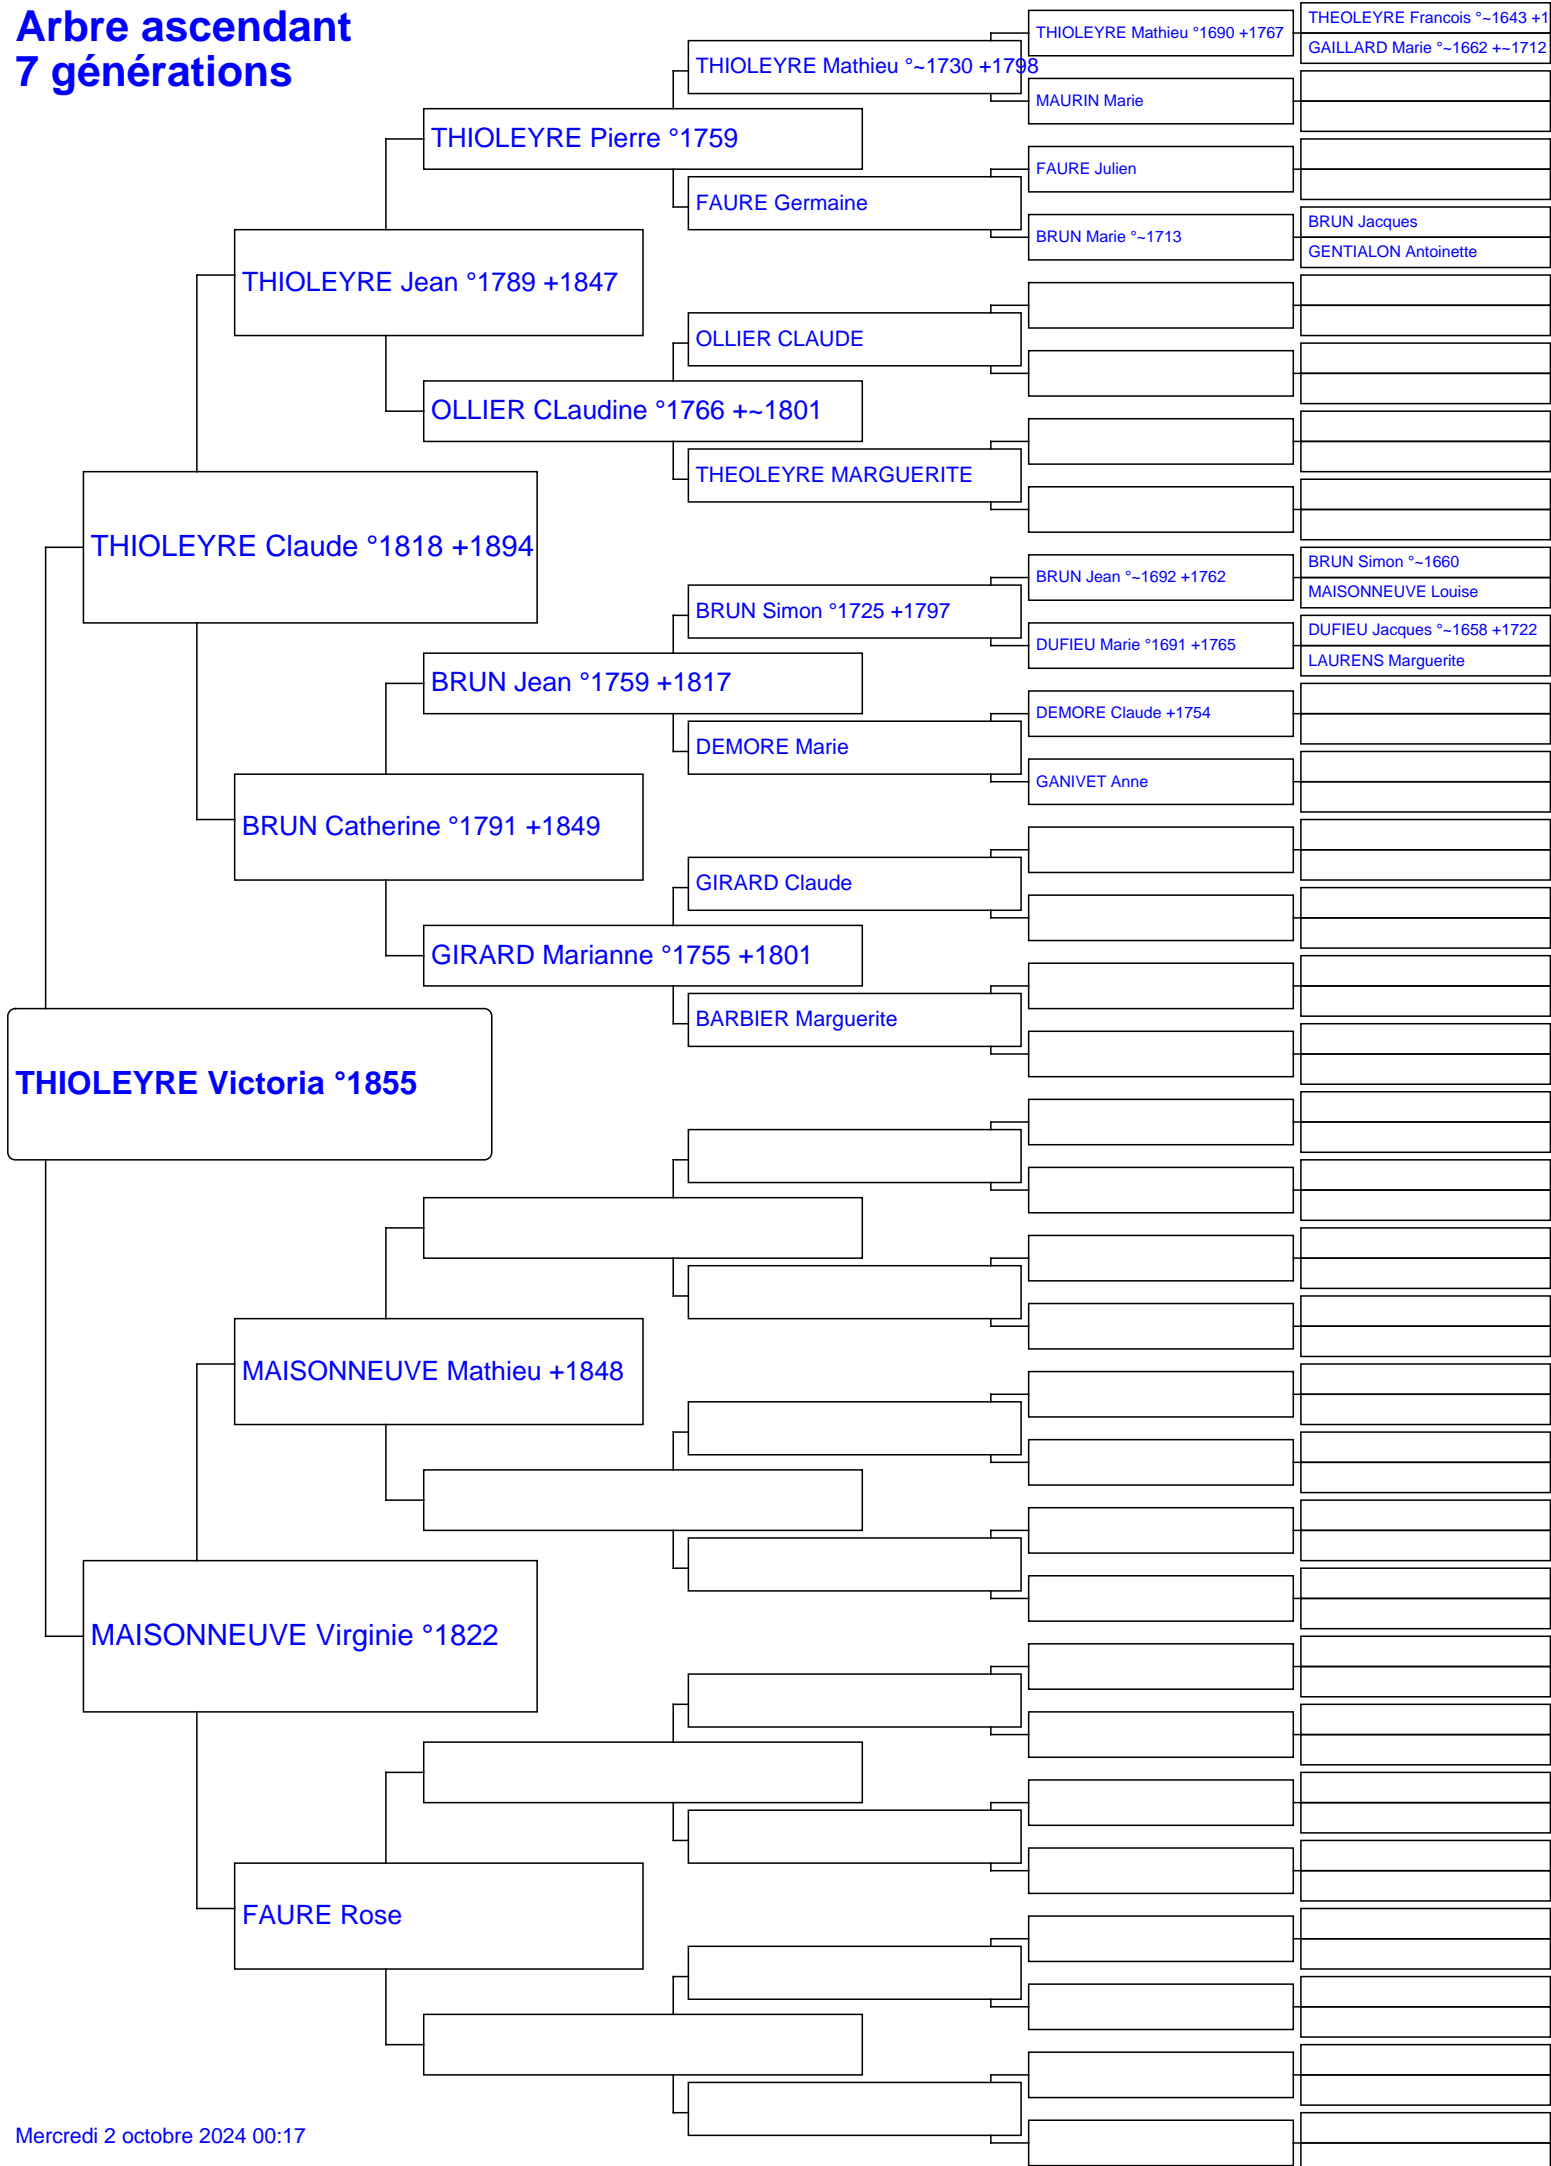 Arbre ascendant
7 générations
THIOLEYRE Victoria °1855
THIOLEYRE Claude °1818 +1894
MAISONNEUVE Virginie °1822
THIOLEYRE Jean °1789 +1847
BRUN Catherine °1791 +1849
MAISONNEUVE Mathieu +1848
FAURE Rose
THIOLEYRE Pierre °1759
OLLIER CLaudine °1766 +~1801
BRUN Jean °1759 +1817
GIRARD Marianne °1755 +1801
THIOLEYRE Mathieu °~1730 +1798
FAURE Germaine
OLLIER CLAUDE
THEOLEYRE MARGUERITE
BRUN Simon °1725 +1797
DEMORE Marie
GIRARD Claude
BARBIER Marguerite
THIOLEYRE Mathieu °1690 +1767
MAURIN Marie
FAURE Julien
BRUN Marie °~1713
BRUN Jean °~1692 +1762
DUFIEU Marie °1691 +1765
DEMORE Claude +1754
GANIVET Anne
THEOLEYRE Francois °~1643 +1
GAILLARD Marie °~1662 +~1712
BRUN Jacques
GENTIALON Antoinette
BRUN Simon °~1660
MAISONNEUVE Louise
DUFIEU Jacques °~1658 +1722
LAURENS Marguerite
Mercredi 2 octobre 2024 00:17